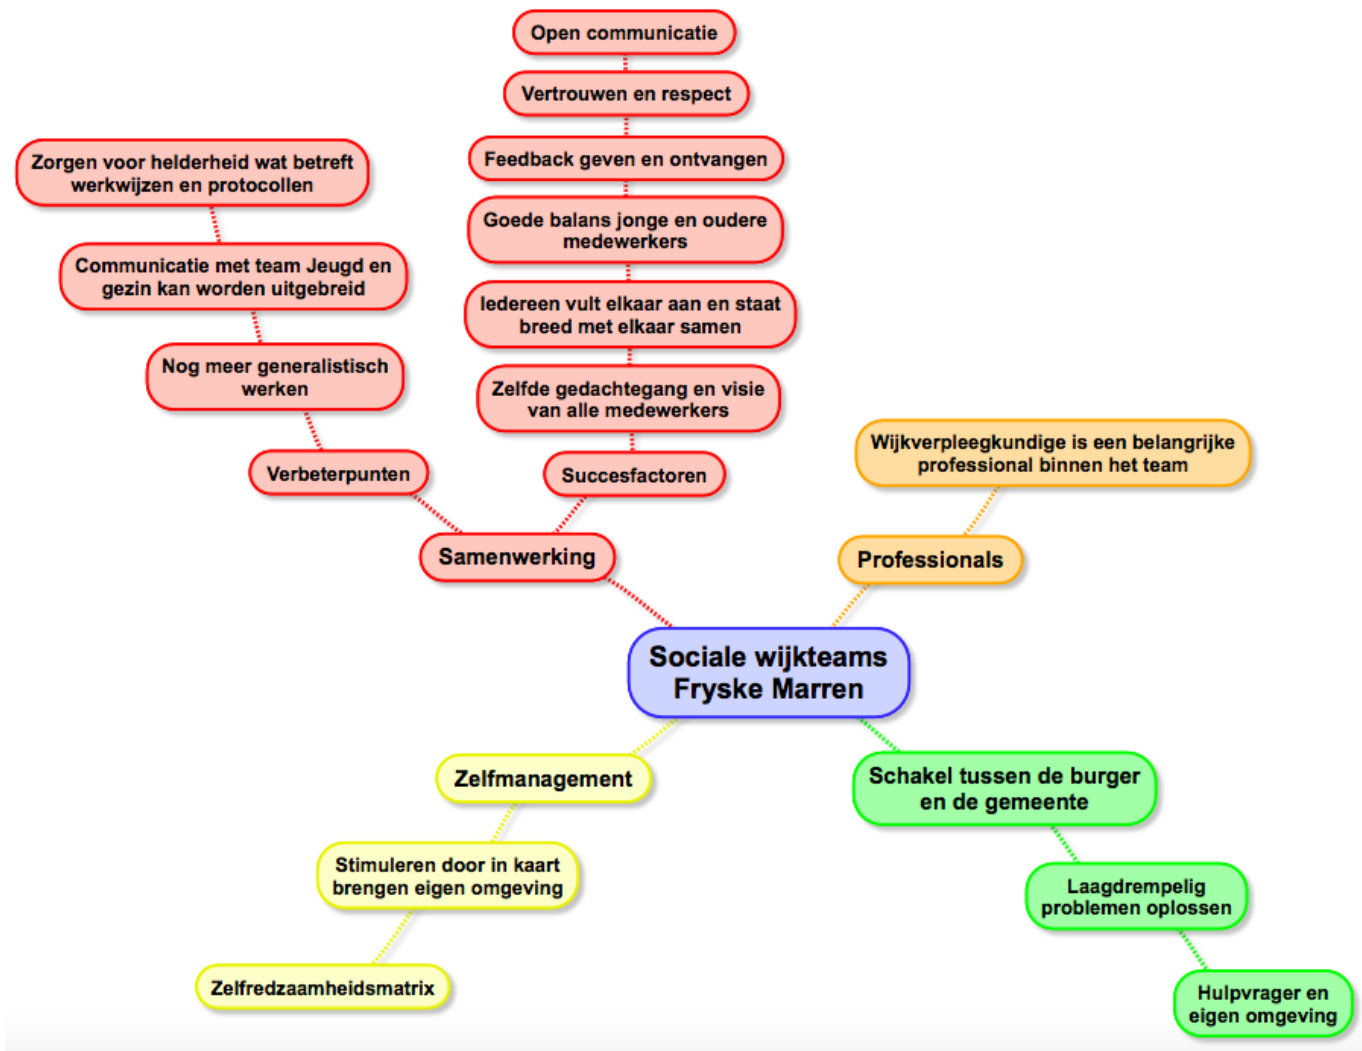 Open communicatie
Vertrouwen en respect
Feedback geven en ontvangen
Goede balans jonge en oudere
medewerkers
Iedereen vult elkaar aan en staat
breed met elkaar samen
Zelfde gedachtegang en visie
van alle medewerkers
Succesfactoren
Zorgen voor helderheid wat betreft
werkwijzen en protocollen
Communicatie met team Jeugd en
gezin kan worden uitgebreid
Nog meer generalistisch
werken
Verbeterpunten
Samenwerking
Wijkverpleegkundige is een belangrijke
professional binnen het team
Professionals
Sociale wijkteams
Fryske Marren
Zelfmanagement
Stimuleren door in kaart
brengen eigen omgeving
Zelfredzaamheidsmatrix
Schakel tussen de burger
en de gemeente
Laagdrempelig
problemen oplossen
Hulpvrager en
eigen omgeving